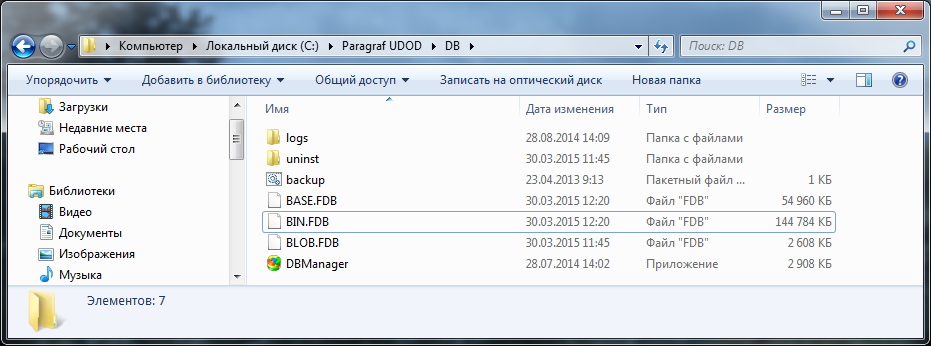 Компьютер Локальный диск (C:) Paragraf UDOD DB Поиск: DB
Упорядочить Добавить в библиотеку Общий доступ Записать на оптический диск Новая папка
Загрузки
Недавние места
Рабочий стол
Библиотеки
Видео
Документы
Изображения
Музыка
Имя Дата изменения Тип Размер
logs 28.08.2014 14:09 Папка с файлами
uninst 30.03.2015 11:45 Папка с файлами
backup 23.04.2013 9:13 Пакетный файл ... 1 КБ
BASE.FDB 30.03.2015 12:20 Файл "FDB" 54 960 КБ
BIN.FDB 30.03.2015 12:20 Файл "FDB" 144 784 КБ
BLOB.FDB 30.03.2015 11:45 Файл "FDB" 2 608 КБ
DBManager 28.07.2014 14:02 Приложение 2 908 КБ
Элементов: 7